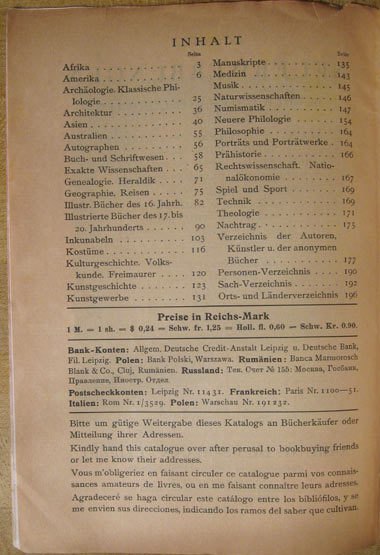 INHALT
Seite
Afrika . . . . . . . . . . . . . 3
Amerika . . . . . . . . . . . . 6
Archäologie. Klassische Phi-
lologie . . . . . . . . . . . 25
Architektur . . . . . . . . . . 36
Asien . . . . . . . . . . . . . 40
Australien . . . . . . . . . . 55
Autographen . . . . . . . . . 56
Buch- und Schriftwesen . . . 58
Exakte Wissenschaften . . . . 65
Genealogie. Heraldik . . . . . 71
Geographie. Reisen . . . . . . 75
Illustr. Bücher des 16. Jahrh. 82
Illustrierte Bücher des 17. bis
20. Jahrhunderts . . . . . . 90
Inkunabeln . . . . . . . . . . 103
Kostüme . . . . . . . . . . . 116
Kulturgeschichte. Volks-
kunde. Freimaurer . . . . 120
Kunstgeschichte . . . . . . . 123
Kunstgewerbe . . . . . . . . 131
Seite
Manuskripte . . . . . . . . . 135
Medizin . . . . . . . . . . . . 143
Musik . . . . . . . . . . . . . 145
Naturwissenschaften . . . . . 146
Numismatik . . . . . . . . . . 147
Neuere Philologie . . . . . . 154
Philosophie . . . . . . . . . . 164
Porträts und Porträtwerke . . 164
Prähistorie . . . . . . . . . . 166
Rechtswissenschaft. Natio-
nalökonomie . . . . . . . . 167
Spiel und Sport . . . . . . . 169
Technik . . . . . . . . . . . . 169
Theologie . . . . . . . . . . . 171
Nachtrag . . . . . . . . . . . 175
Verzeichnis der Autoren,
Künstler u. der anonymen
Bücher . . . . . . . . . . . 177
Personen-Verzeichnis . . . . 190
Sach-Verzeichnis . . . . . . . 192
Orts- und Länderverzeichnis 196
Preise in Reichs-Mark
1 M. = 1 sh. = $ 0,24 = Schw. fr. 1,25 = Holl. fl. 0,60 = Schw. Kr. 0.90.
Bank-Konten: Allgem. Deutsche Credit-Anstalt Leipzig u. Deutsche Bank,
Fil. Leipzig. Polen: Bank Polski, Warszawa. Rumänien: Banca Marmorosch
Blank & Co., Cluj, Rumänien. Russland: Тек. Счет № 155: Москва, Госбанк,
Правление, Иностр. Отдел.
Postscheckkonten: Leipzig Nr. 11431. Frankreich: Paris Nr. 1100—51.
Italien: Rom Nr. 1/3529. Polen: Warschau Nr. 191232.
Bitte um gütige Weitergabe dieses Katalogs an Bücherkäufer oder
Mitteilung ihrer Adressen.
Kindly hand this catalogue over after perusal to bookbuying friends
or let me know their addresses.
Vous m'obligeriez en faisant circuler ce catalogue parmi vos connais-
sances amateurs de livres, ou en me faisant connaître leurs adresses.
Agradeceré se haga circular este catálogo entre los bibliófilos, y se
me envien sus direcciones, indicando los ramos del saber que cultivan.